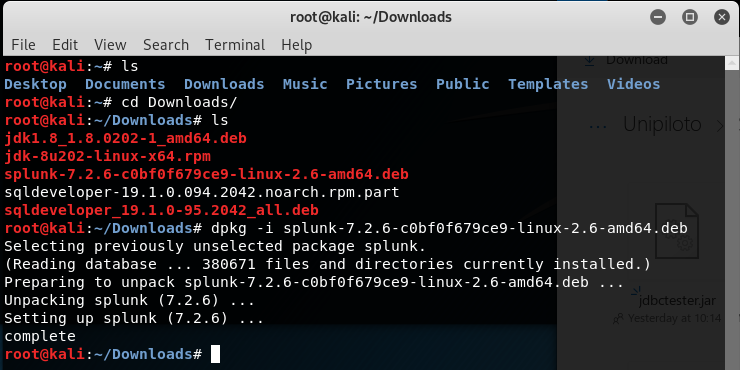 root@kali: ~/Downloads
File Edit View Search Terminal Help
root@kali:~# ls
Desktop Documents Downloads Music Pictures Public Templates Videos
root@kali:~# cd Downloads/
root@kali:~/Downloads# ls
jdk1.8_1.8.0202-1_amd64.deb
jdk-8u202-linux-x64.rpm
splunk-7.2.6-c0bf0f679ce9-linux-2.6-amd64.deb
sqldeveloper-19.1.0.094.2042.noarch.rpm.part
sqldeveloper_19.1.0-95.2042_all.deb
root@kali:~/Downloads# dpkg -i splunk-7.2.6-c0bf0f679ce9-linux-2.6-amd64.deb
Selecting previously unselected package splunk.
(Reading database ... 380671 files and directories currently installed.)
Preparing to unpack splunk-7.2.6-c0bf0f679ce9-linux-2.6-amd64.deb ...
Unpacking splunk (7.2.6) ...
Setting up splunk (7.2.6) ...
complete
root@kali:~/Downloads#
Download
... Unipiloto >
jdbctester.jar
Yesterday at 10:14